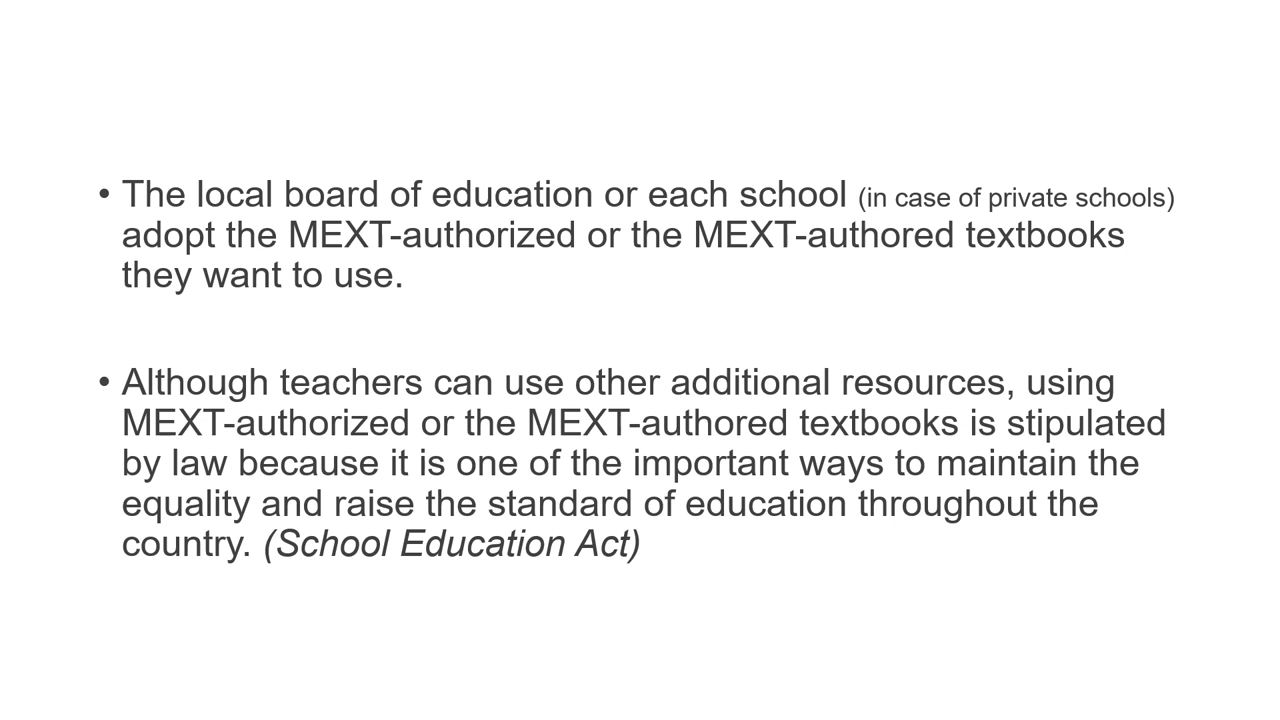 • The local board of education or each school (in case of private schools)
adopt the MEXT-authorized or the MEXT-authored textbooks
they want to use.
• Although teachers can use other additional resources, using
MEXT-authorized or the MEXT-authored textbooks is stipulated
by law because it is one of the important ways to maintain the
equality and raise the standard of education throughout the
country. (School Education Act)